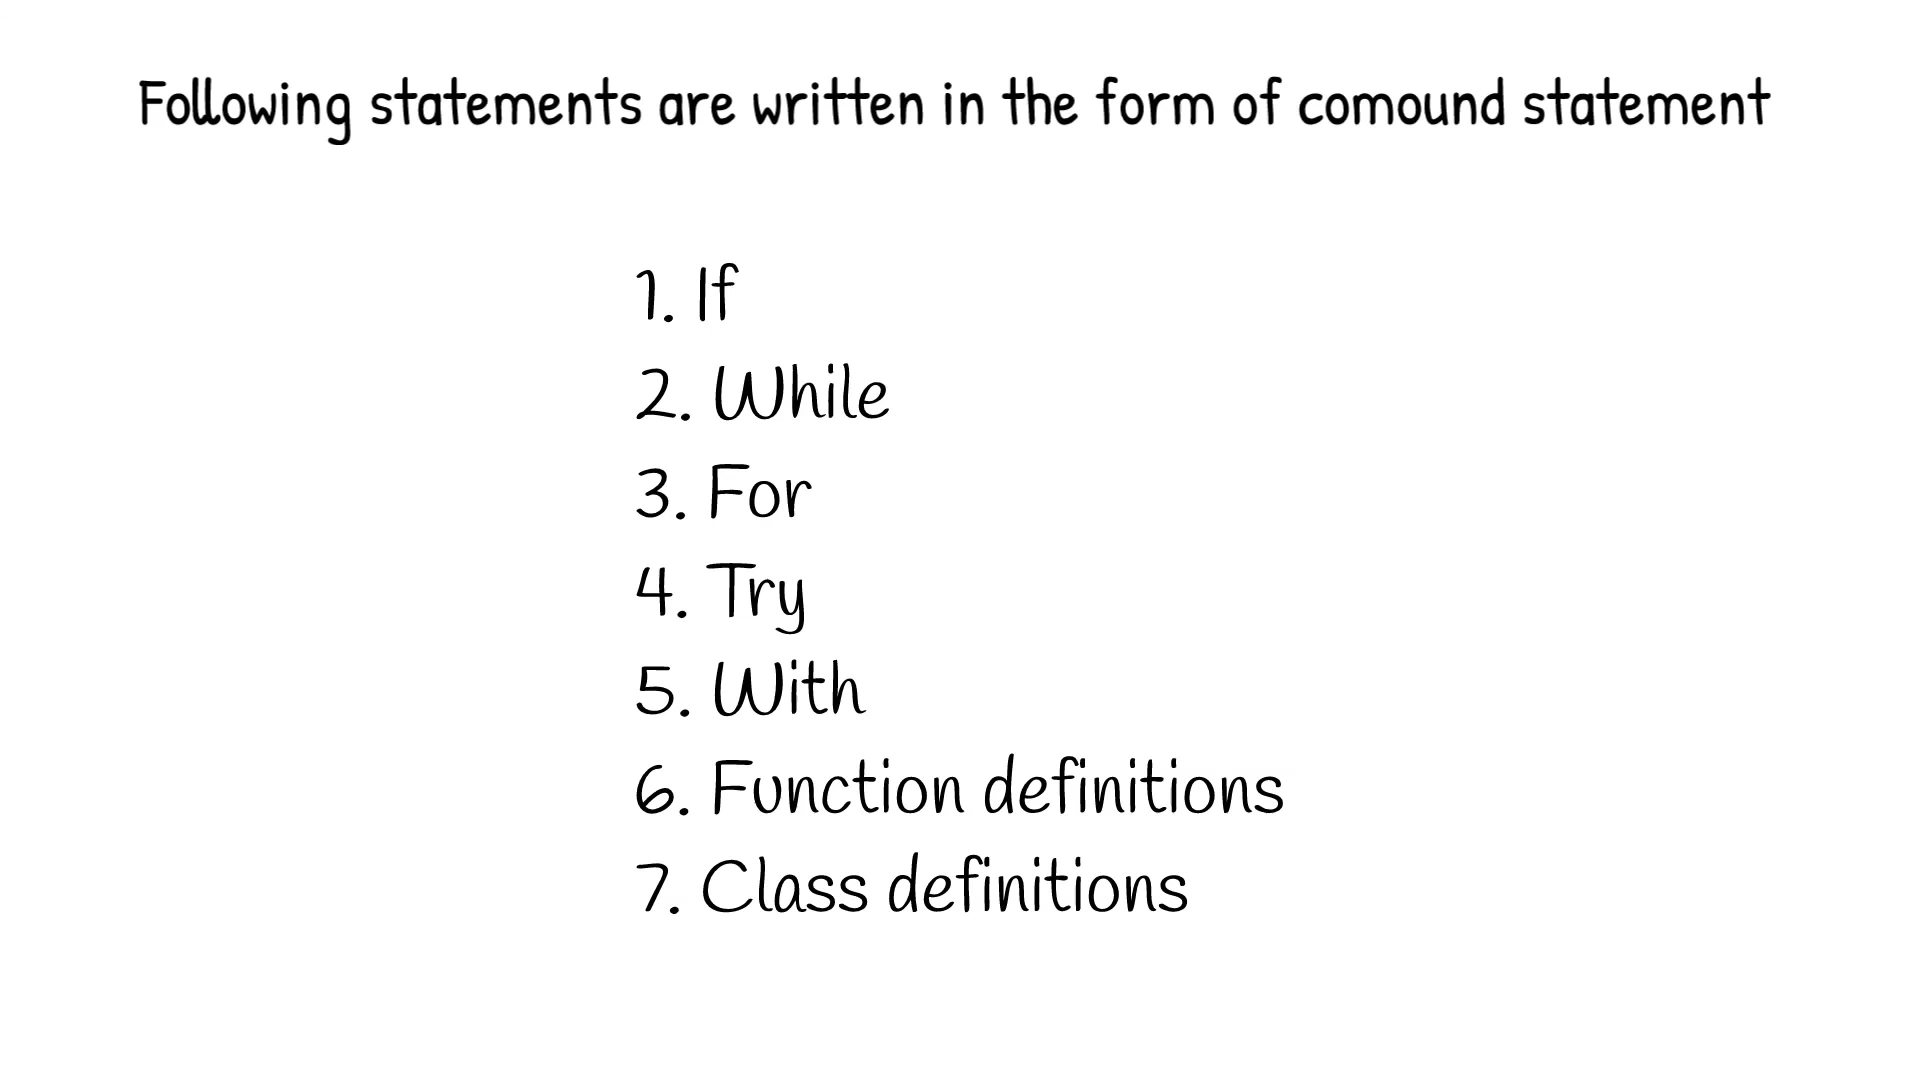 Following statements are written in the form of comound statement
1. If
2. While
3. For
4. Try
5. With
6. Function definitions
7. Class definitions